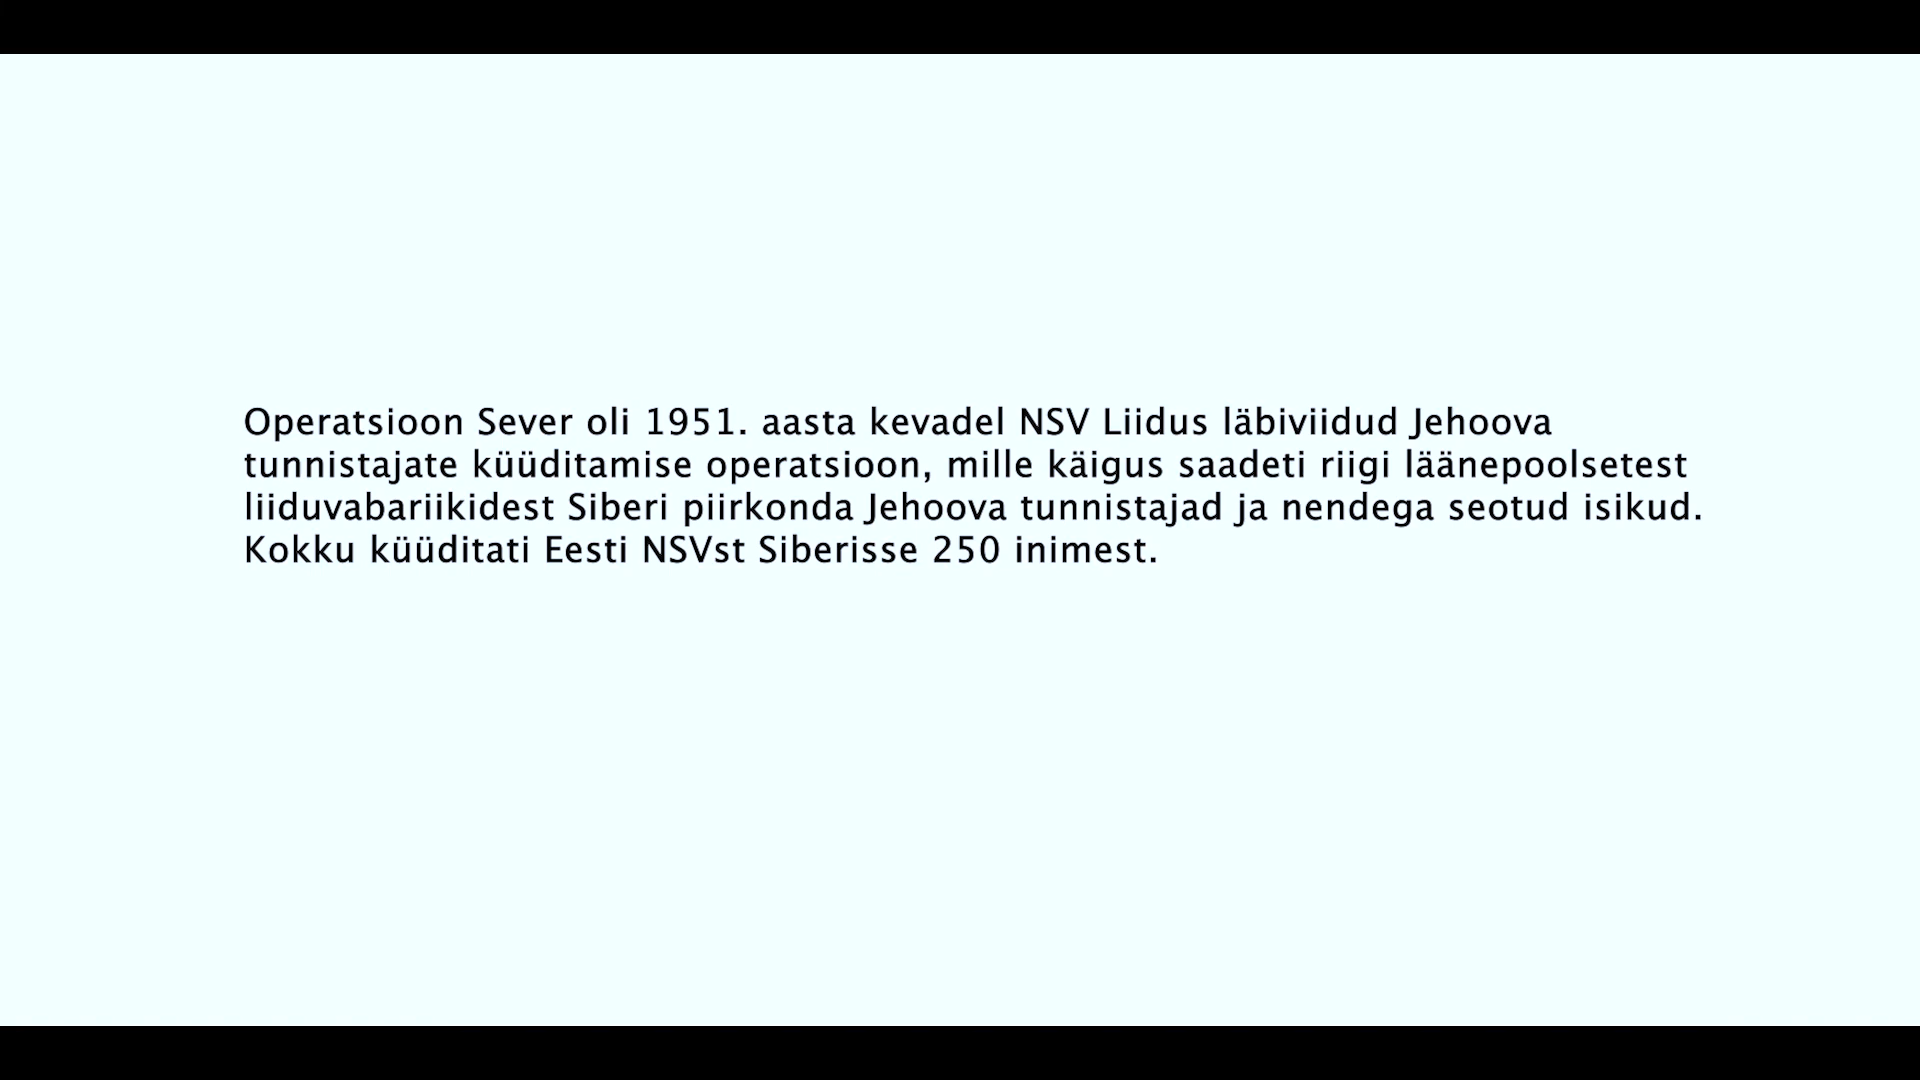 Operatsioon Sever oli 1951. aasta kevadel NSV Liidus läbiviidud Jehoova
tunnistajate küüditamise operatsioon, mille käigus saadeti riigi läänepoolsetest
liiduvabariikidest Siberi piirkonda Jehoova tunnistajad ja nendega seotud isikud.
Kokku küüditati Eesti NSVst Siberisse 250 inimest.